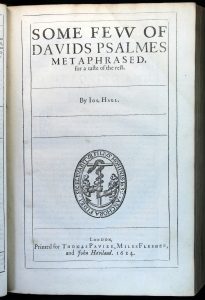 SOME FEW OF
DAVIDS PSALMES
METAPHRASED,
for a taste of the rest.
By IOS. HALL.
LONDON,
Printed for THOMAS PAVIER, MILES FLESHER,
and John Haviland. 1624.